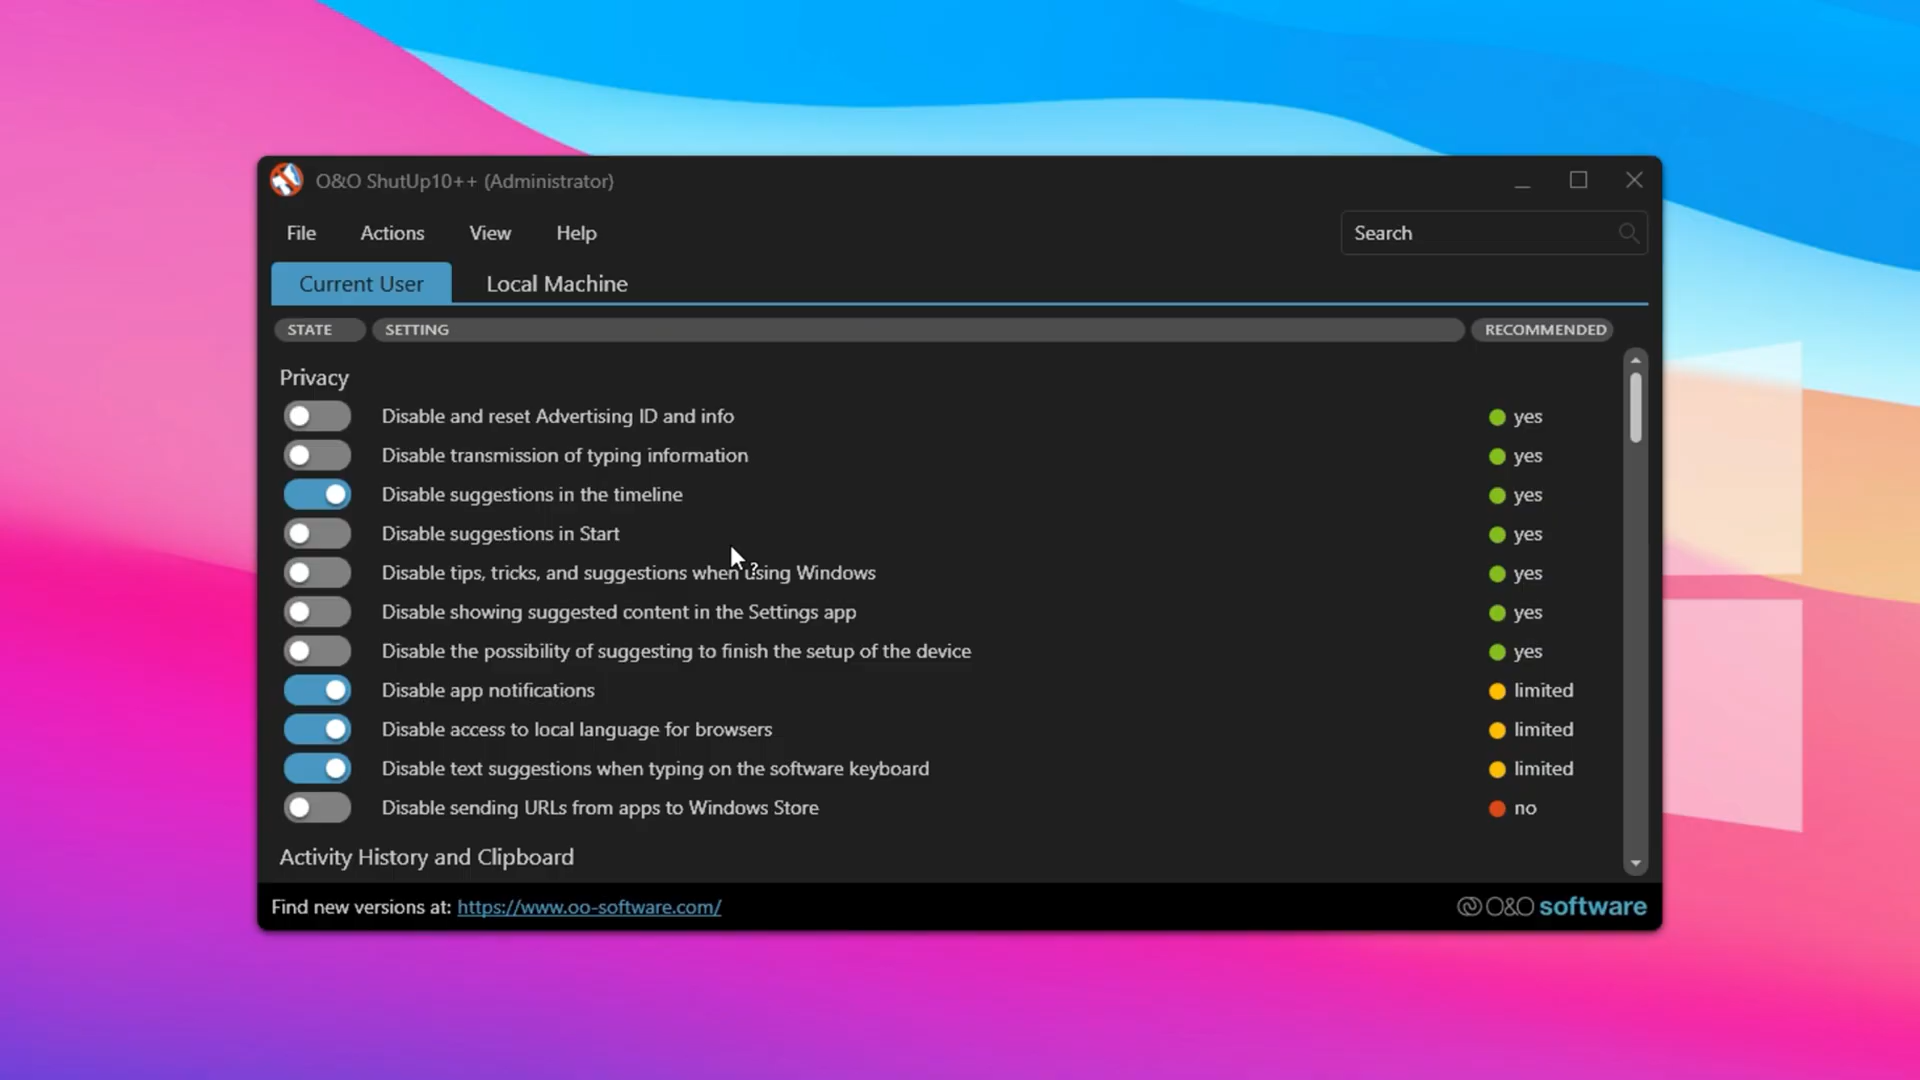 O&O ShutUp10++ (Administrator)
File Actions View Help Search
Current User Local Machine
STATE SETTING RECOMMENDED
Privacy
Disable and reset Advertising ID and info yes
Disable transmission of typing information yes
Disable suggestions in the timeline yes
Disable suggestions in Start yes
Disable tips, tricks, and suggestions when using Windows yes
Disable showing suggested content in the Settings app yes
Disable the possibility of suggesting to finish the setup of the device yes
Disable app notifications limited
Disable access to local language for browsers limited
Disable text suggestions when typing on the software keyboard limited
Disable sending URLs from apps to Windows Store no
Activity History and Clipboard
Find new versions at: https://www.oo-software.com/ O&O software